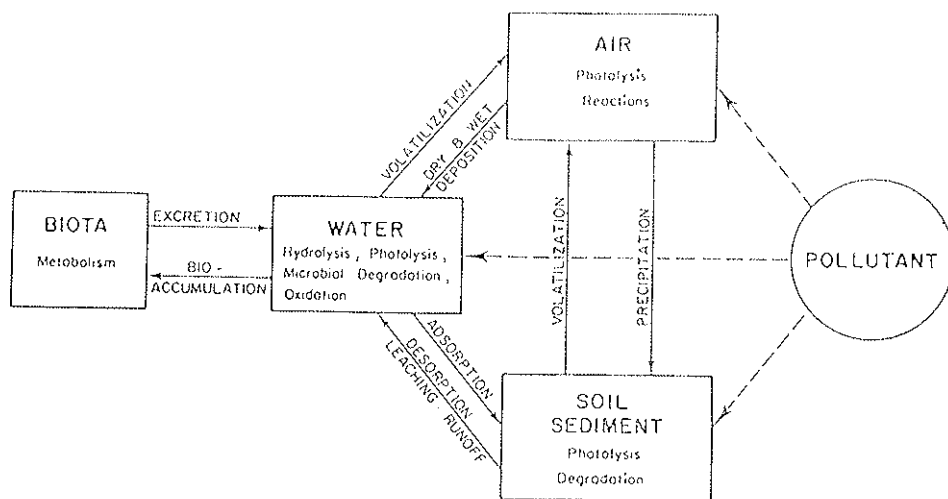 AIR
Photolysis
Reactions
VOLATILIZATION
DRY & WET
DEPOSITION
BIOTA
Metabolism
EXCRETION
BIO-
ACCUMULATION
WATER
Hydrolysis, Photolysis,
Microbial Degradation,
Oxidation
VOLATILIZATION
PRECIPITATION
POLLUTANT
ADSORPTION
DESORPTION
LEACHING - RUNOFF
SOIL
SEDIMENT
Photolysis
Degradation